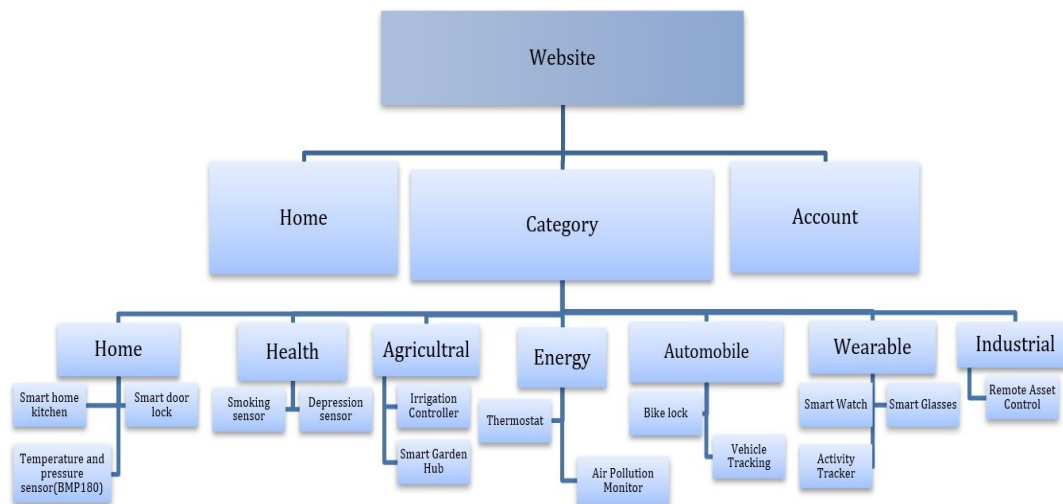 Website
Home
Category
Account
Home
Health
Agricultral
Energy
Automobile
Wearable
Industrial
Smart home
kitchen
Smart door
lock
Temperature and
pressure
sensor(BMP180)
Smoking
sensor
Depression
sensor
Irrigation
Controller
Smart Garden
Hub
Thermostat
Air Pollution
Monitor
Bike lock
Vehicle
Tracking
Smart Watch
Smart Glasses
Activity
Tracker
Remote Asset
Control